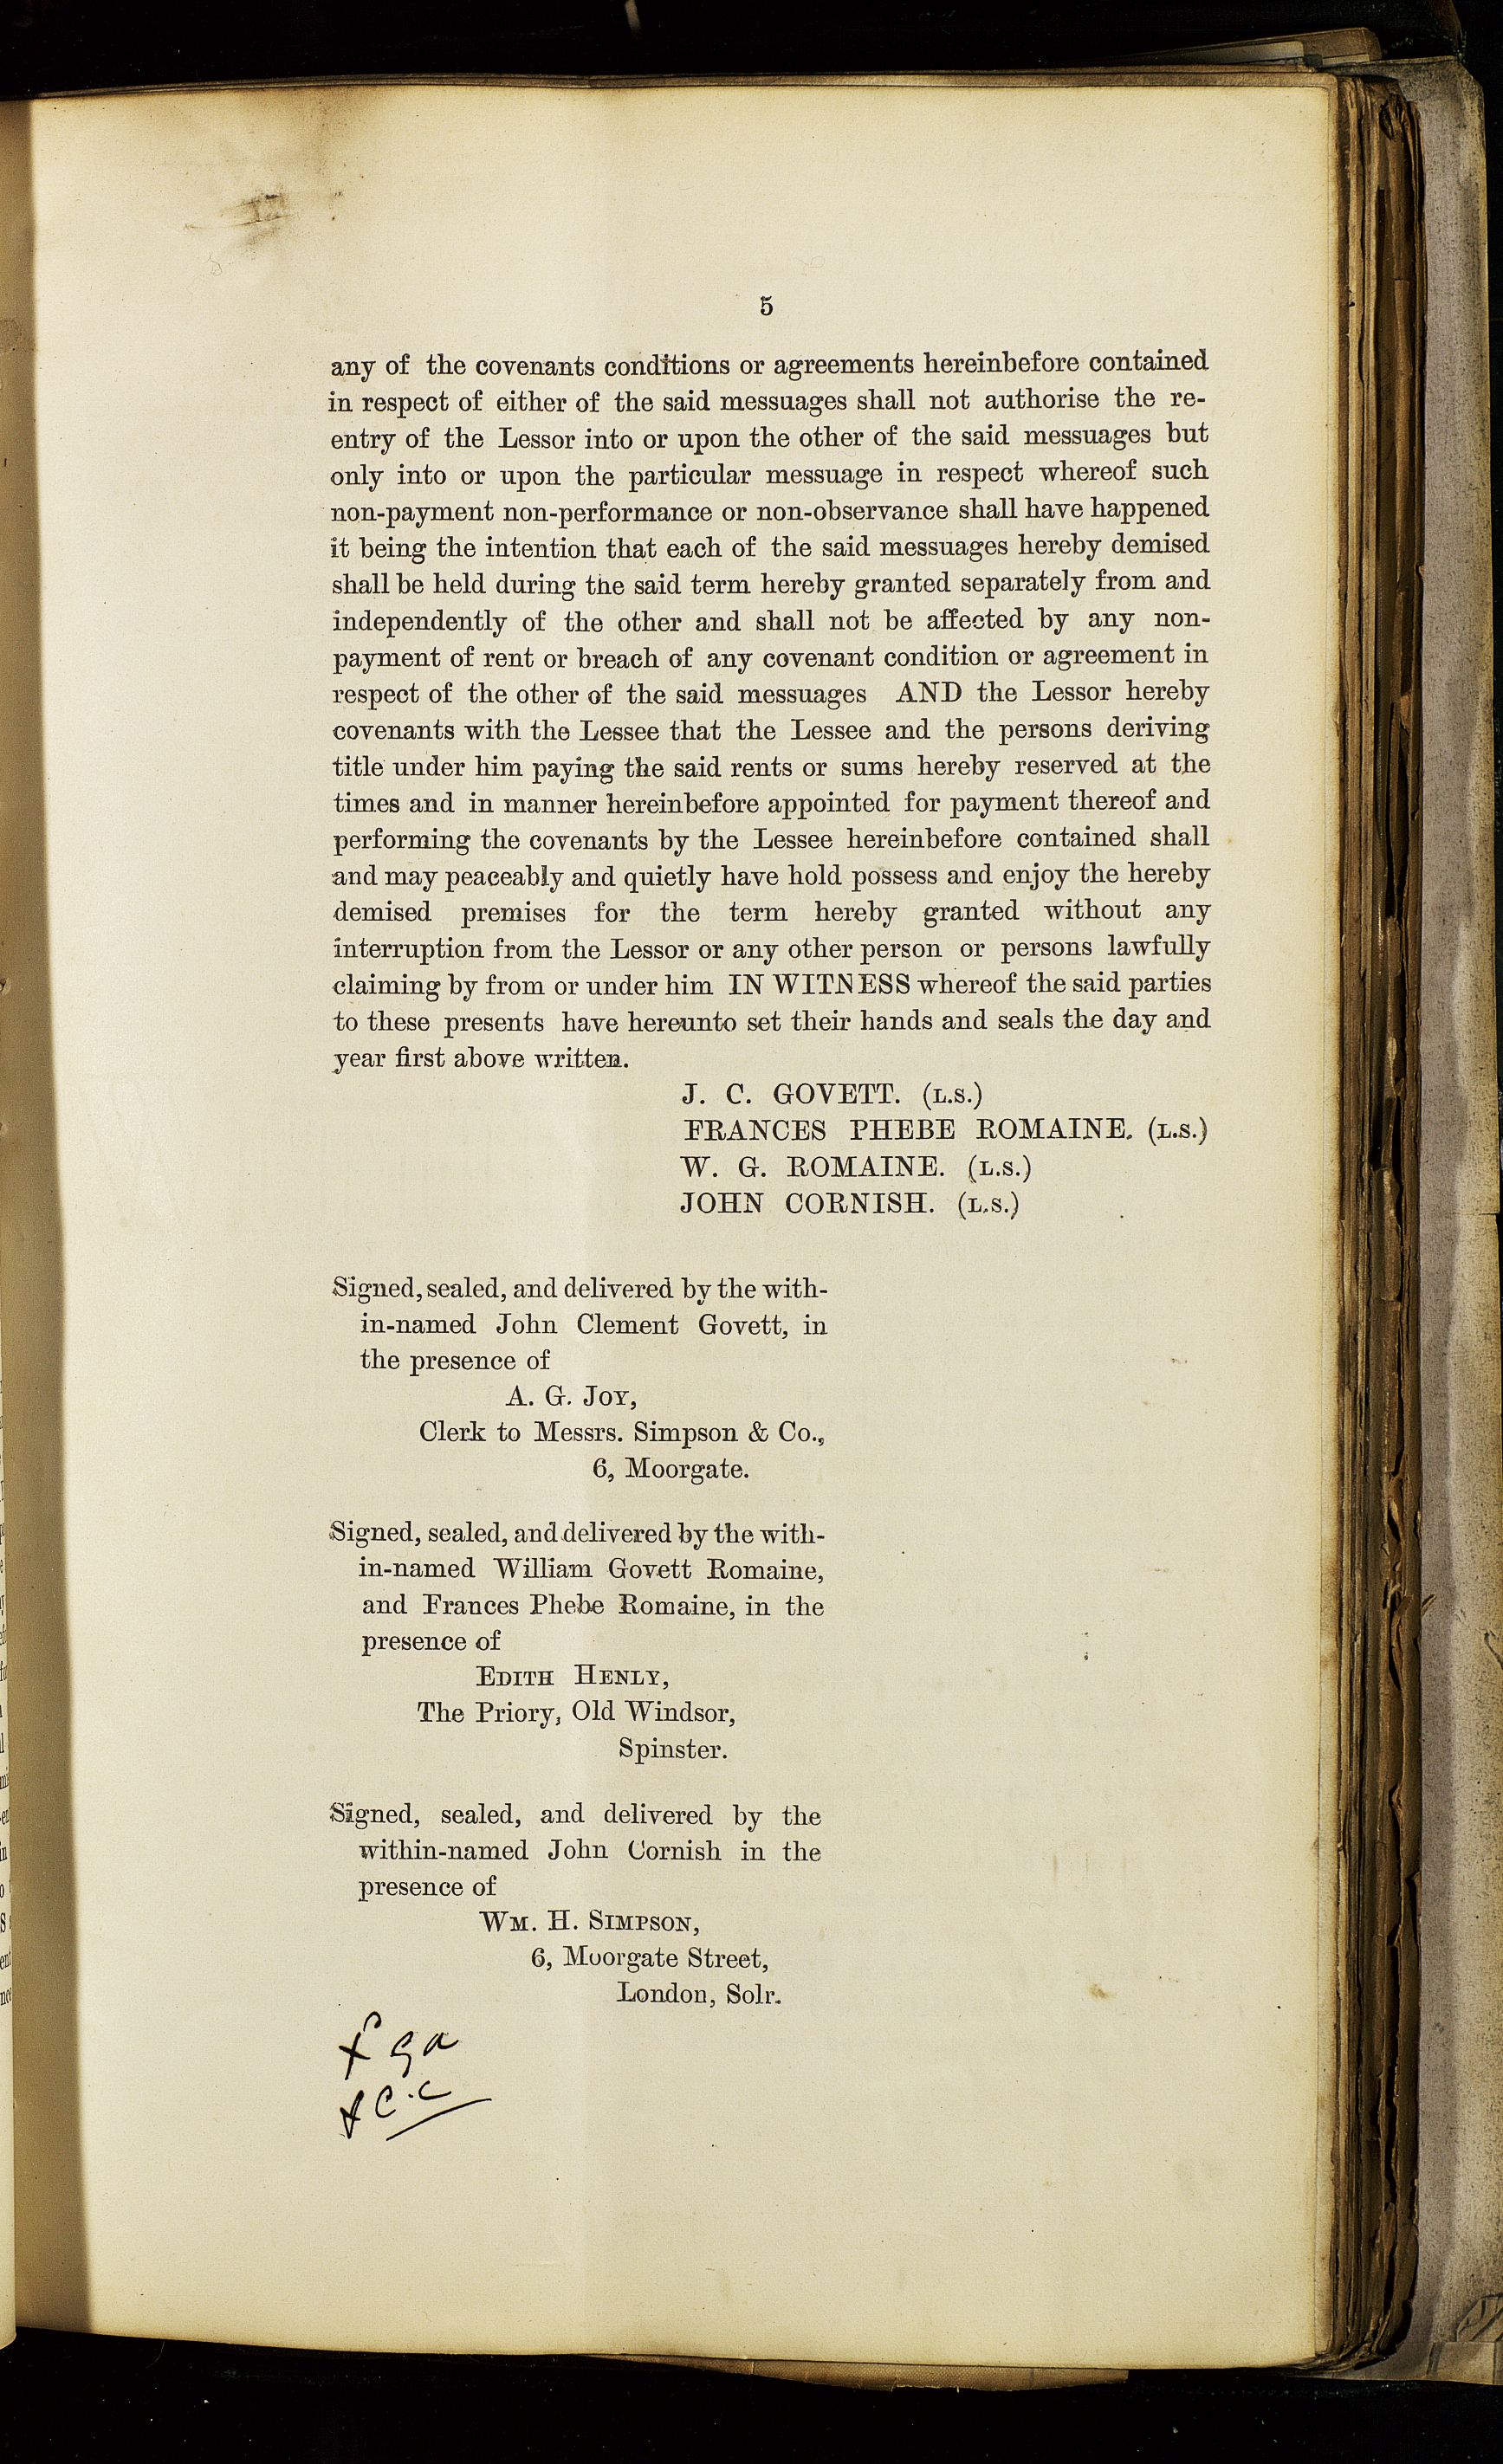 5
any of the covenants conditions or agreements hereinbefore contained
in respect of either of the said messuages shall not authorise the re-
entry of the Lessor into or upon the other of the said messuages but
only into or upon the particular messuage in respect whereof such
non-payment non-performance or non-observance shall have happened
it being the intention that each of the said messuages hereby demised
shall be held during the said term hereby granted separately from and
independently of the other and shall not be affected by any non-
payment of rent or breach of any covenant condition or agreement in
respect of the other of the said messuages AND the Lessor hereby
covenants with the Lessee that the Lessee and the persons deriving
title under him paying the said rents or sums hereby reserved at the
times and in manner hereinbefore appointed for payment thereof and
performing the covenants by the Lessee hereinbefore contained shall
and may peaceably and quietly have hold possess and enjoy the hereby
demised premises for the term hereby granted without any
interruption from the Lessor or any other person or persons lawfully
claiming by from or under him IN WITNESS whereof the said parties
to these presents have hereunto set their hands and seals the day and
year first above written.
J. C. GOVETT. (L.S.)
FRANCES PHEBE ROMAINE. (L.S.)
W. G. ROMAINE. (L.S.)
JOHN CORNISH. (L.S.)
Signed, sealed, and delivered by the with-
in-named John Clement Govett, in
the presence of
A. G. JOY,
Clerk to Messrs. Simpson & Co.,
6, Moorgate.
Signed, sealed, and delivered by the with-
in-named William Govett Romaine,
and Frances Phebe Romaine, in the
presence of
EDITH HENLY,
The Priory, Old Windsor,
Spinster.
Signed, sealed, and delivered by the
within-named John Cornish in the
presence of
WM. H. SIMPSON,
6, Moorgate Street,
London, Solr.